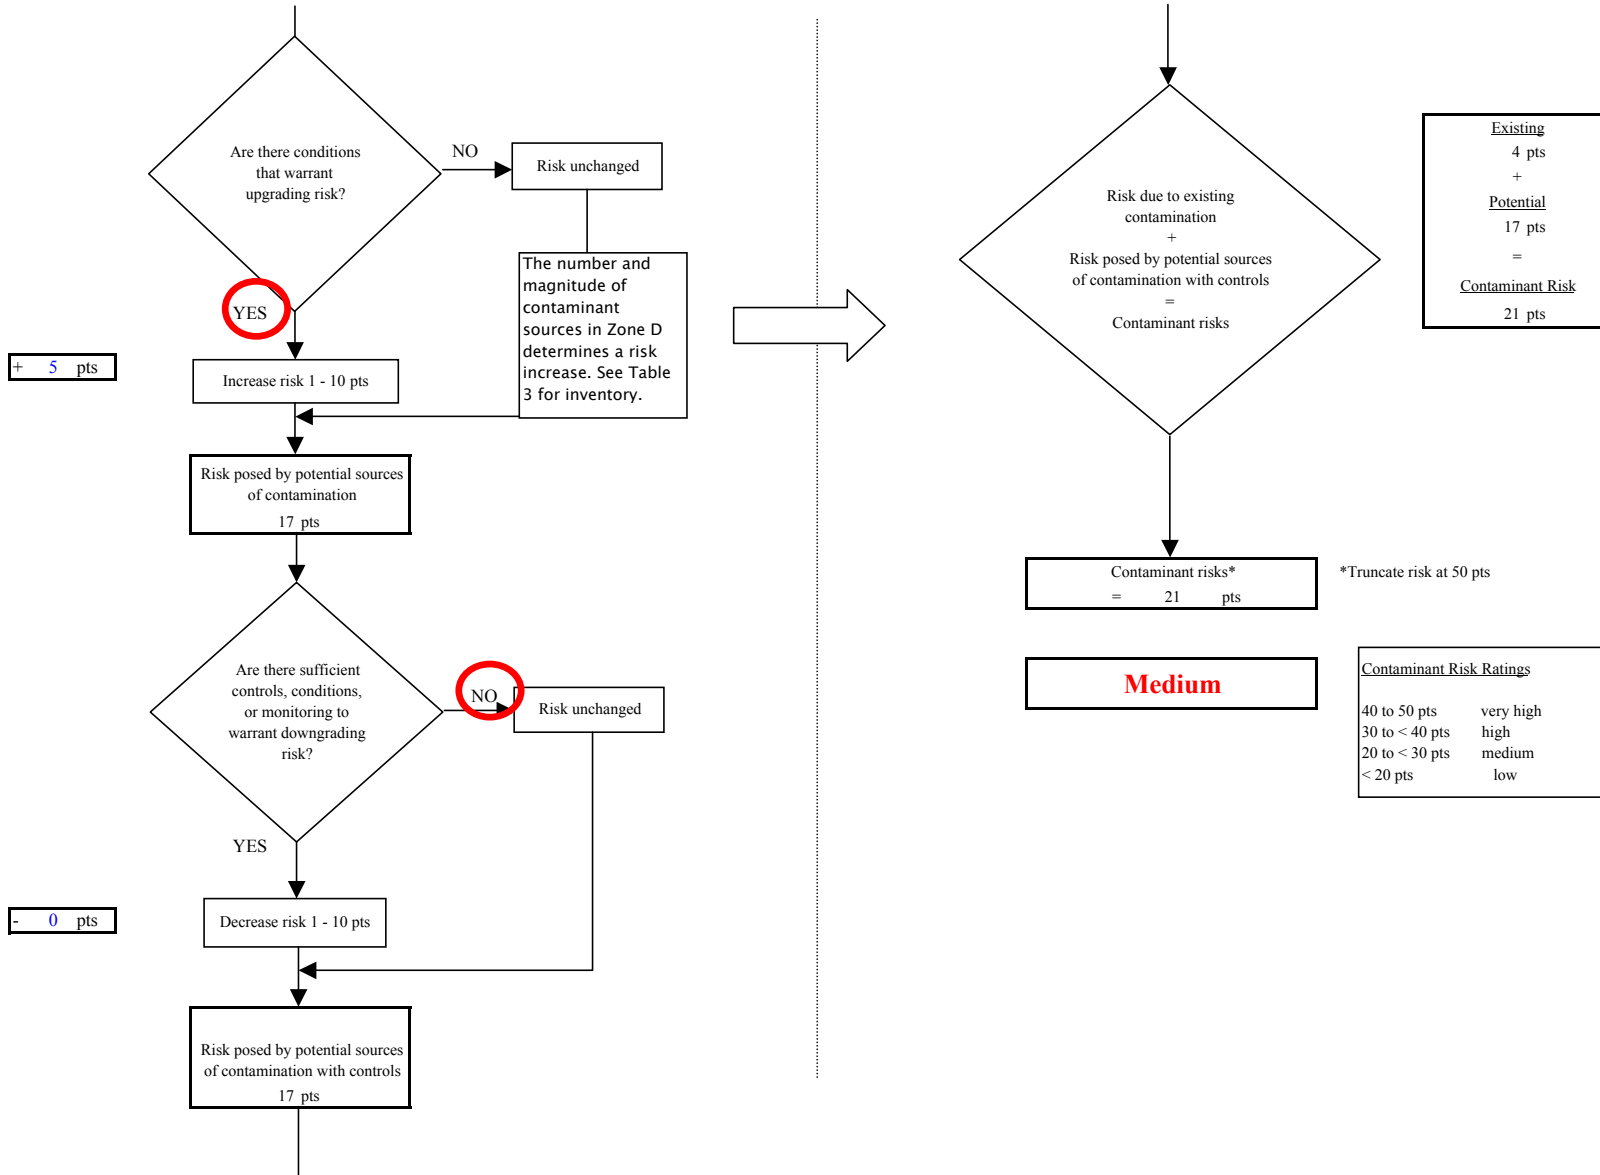 Are there conditions
that warrant
upgrading risk?
NO
Risk unchanged
The number and
magnitude of
contaminant
sources in Zone D
determines a risk
increase. See Table
3 for inventory.
YES
+ 5 pts
Increase risk 1 - 10 pts
Risk posed by potential sources
of contamination
17 pts
Are there sufficient
controls, conditions,
or monitoring to
warrant downgrading
risk?
NO
Risk unchanged
YES
- 0 pts
Decrease risk 1 - 10 pts
Risk posed by potential sources
of contamination with controls
17 pts
Risk due to existing
contamination
+
Risk posed by potential sources
of contamination with controls
=
Contaminant risks
Existing
4 pts
+
Potential
17 pts
=
Contaminant Risk
21 pts
Contaminant risks*
= 21 pts
*Truncate risk at 50 pts
Medium
Contaminant Risk Ratings
40 to 50 pts very high
30 to < 40 pts high
20 to < 30 pts medium
< 20 pts low